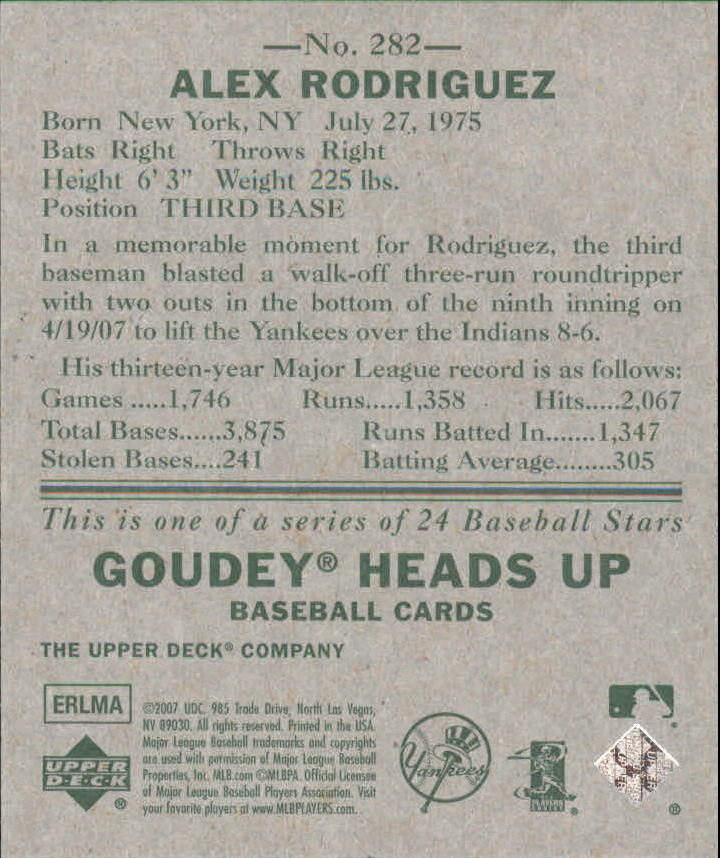 —No. 282—
ALEX RODRIGUEZ
Born New York, NY July 27, 1975
Bats Right Throws Right
Height 6' 3" Weight 225 lbs.
Position THIRD BASE
In a memorable moment for Rodriguez, the third
baseman blasted a walk-off three-run roundtripper
with two outs in the bottom of the ninth inning on
4/19/07 to lift the Yankees over the Indians 8-6.
His thirteen-year Major League record is as follows:
Games .....1,746 Runs.....1,358 Hits.....2,067
Total Bases......3,875 Runs Batted In.......1,347
Stolen Bases....241 Batting Average........305
This is one of a series of 24 Baseball Stars
GOUDEY® HEADS UP
BASEBALL CARDS
THE UPPER DECK® COMPANY
ERLMA
UPPER
D·E·C·K
®
©2007 UDC. 985 Trade Drive, North Las Vegas,
NV 89030. All rights reserved. Printed in the USA.
Major League Baseball trademarks and copyrights
are used with permission of Major League Baseball
Properties, Inc. MLB.com ©MLBPA. Official Licensee
of Major League Baseball Players Association. Visit
your favorite players at www.MLBPLAYERS.com.
Yankees
PLAYERS
CHOICE
®
®